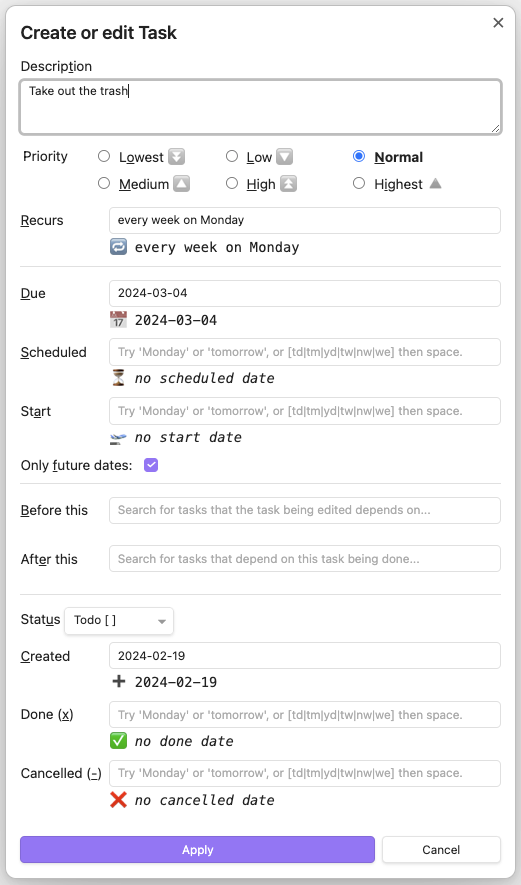 Create or edit Task
Description
Take out the trash
Priority Lowest Low Normal
Medium High Highest
Recurs every week on Monday
every week on Monday
Due 2024-03-04
17 2024-03-04
Scheduled Try 'Monday' or 'tomorrow', or [td|tm|yd|tw|nw|we] then space.
no scheduled date
Start Try 'Monday' or 'tomorrow', or [td|tm|yd|tw|nw|we] then space.
no start date
Only future dates:
Before this Search for tasks that the task being edited depends on...
After this Search for tasks that depend on this task being done...
Status Todo [ ]
Created 2024-02-19
2024-02-19
Done (x) Try 'Monday' or 'tomorrow', or [td|tm|yd|tw|nw|we] then space.
no done date
Cancelled (-) Try 'Monday' or 'tomorrow', or [td|tm|yd|tw|nw|we] then space.
no cancelled date
Apply Cancel